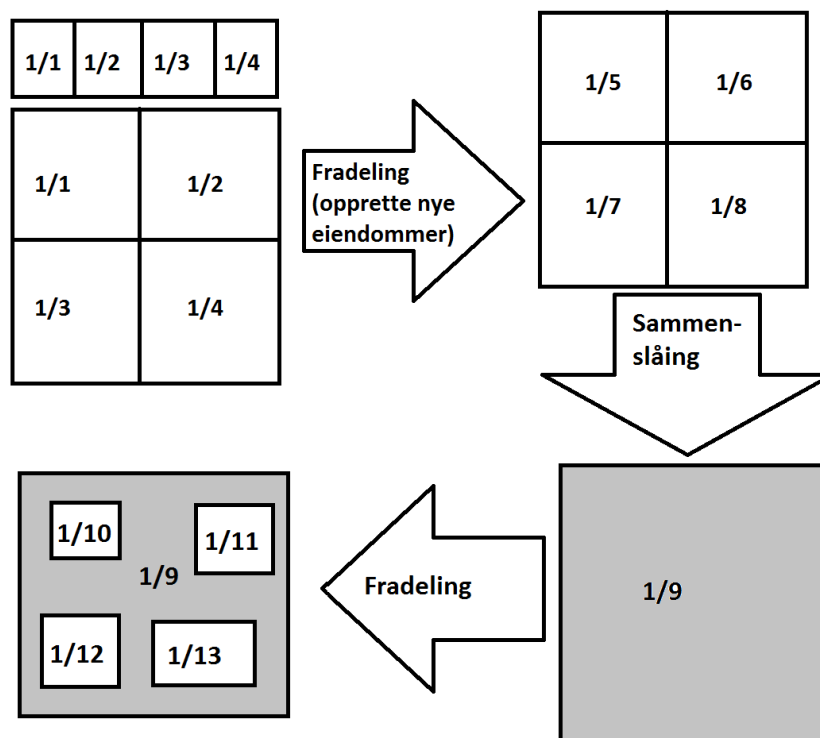 1/1 1/2 1/3 1/4
1/1 1/2
1/3 1/4
Fradeling
(opprette nye
eiendommer)
1/5 1/6
1/7 1/8
Sammen-
slåing
1/9
Fradeling
1/10 1/11
1/9
1/12 1/13